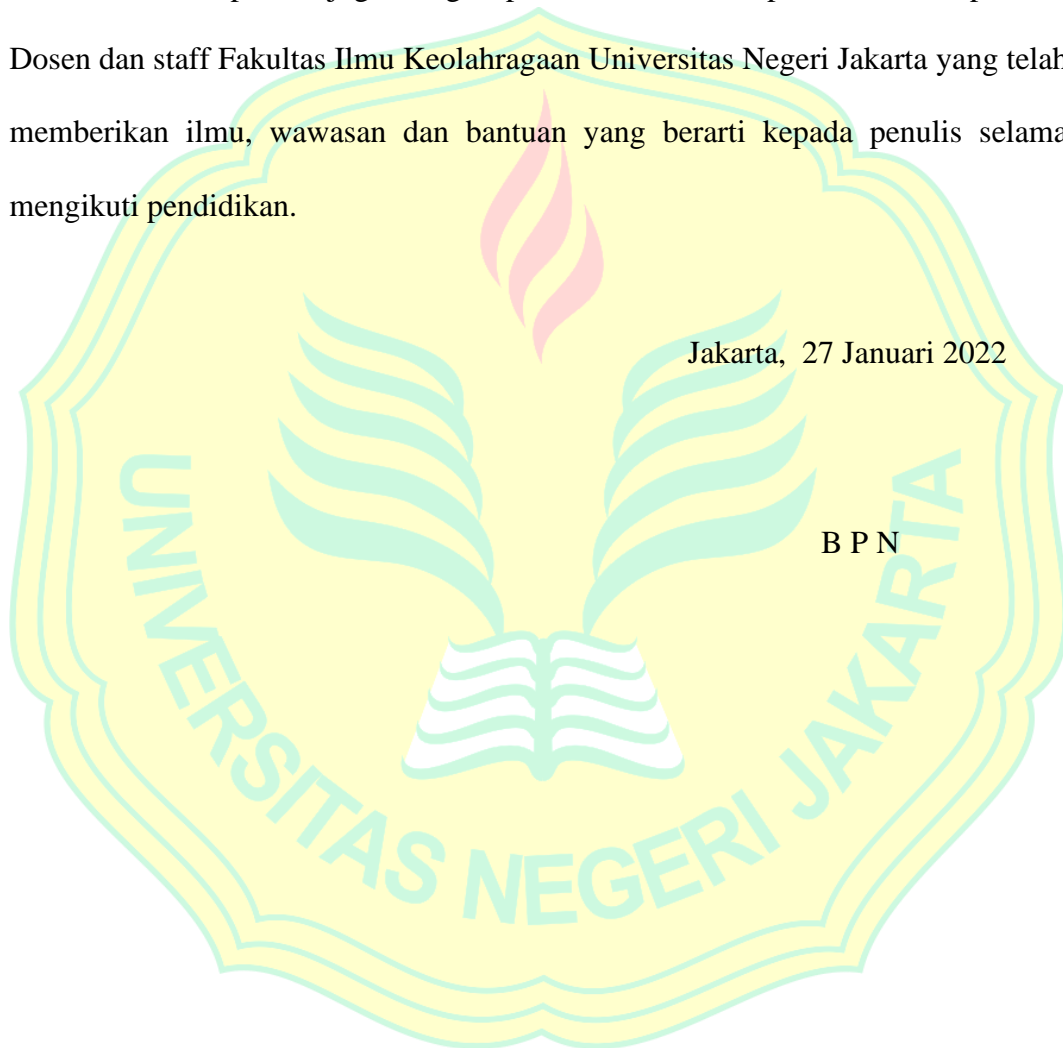 Dosen dan staff Fakultas Ilmu Keolahragaan Universitas Negeri Jakarta yang telah
memberikan ilmu, wawasan dan bantuan yang berarti kepada penulis selama
mengikuti pendidikan.
Jakarta, 27 Januari 2022
B P N
UNIVERSITAS NEGERI JAKARTA